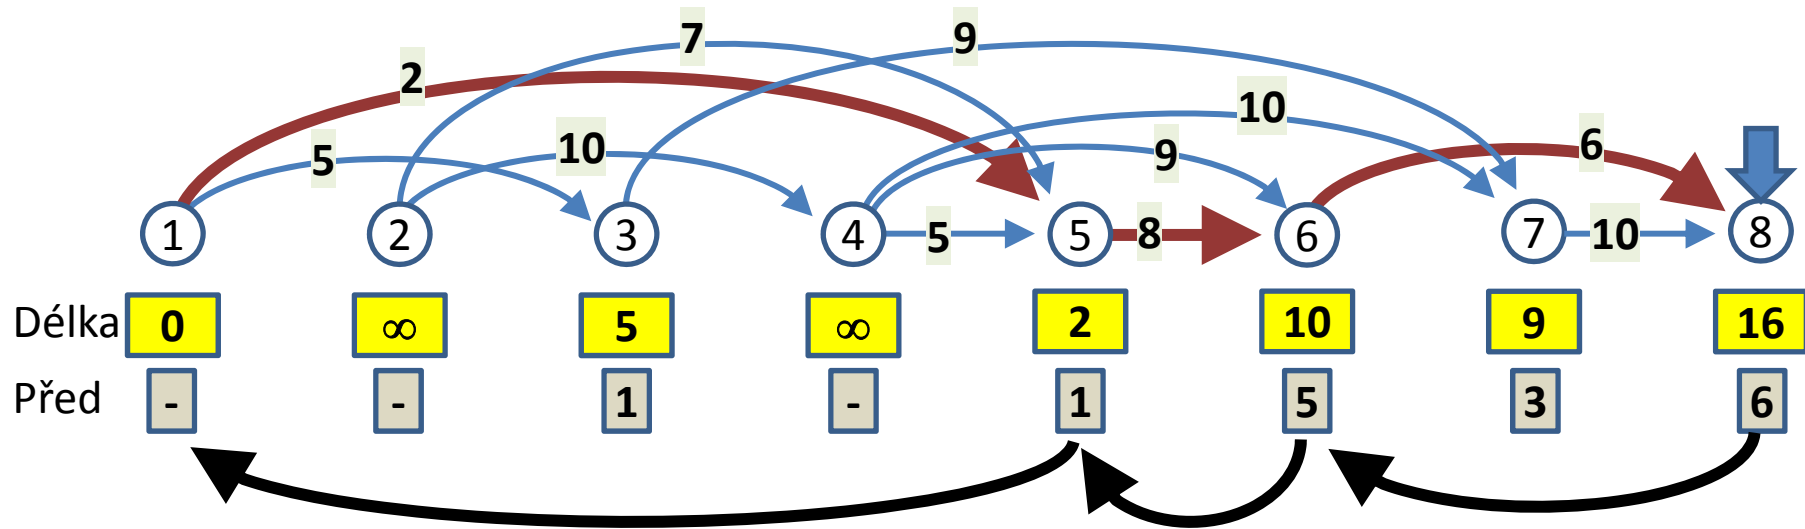 7 9
2 10
5 10 9 6
1 2 3 4 5 5 8 6 7 10 8
Délka 0 ∞ 5 ∞ 2 10 9 16
Před - - 1 - 1 5 3 6